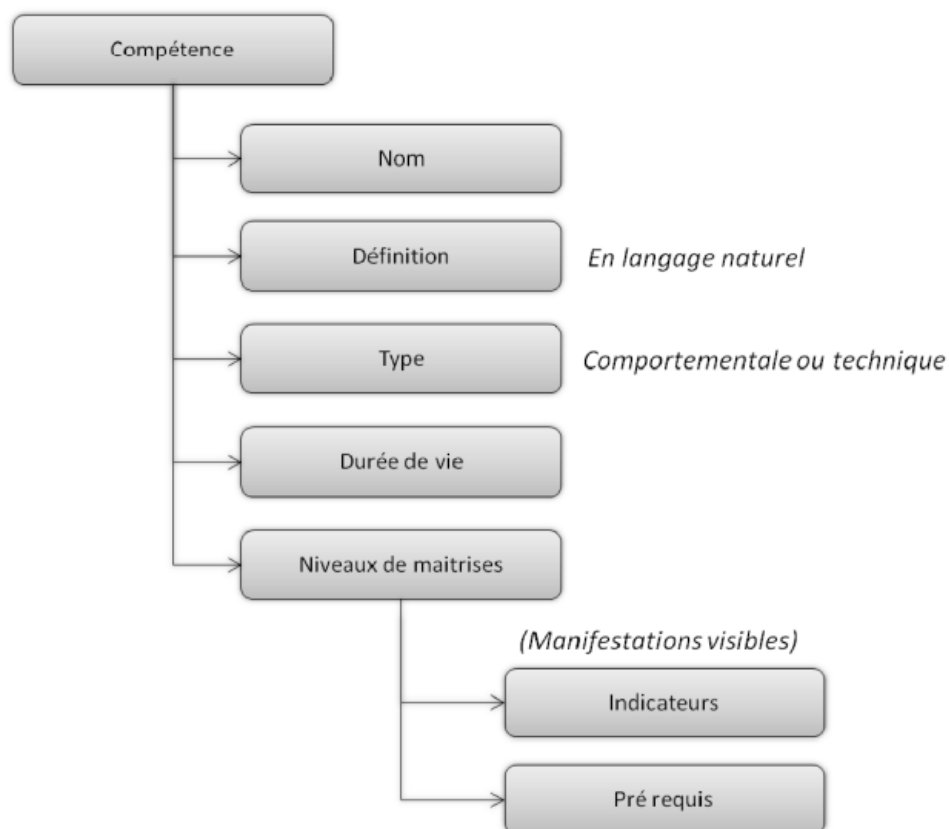 Compétence
Nom
Définition
En langage naturel
Type
Comportementale ou technique
Durée de vie
Niveaux de maitrises
(Manifestations visibles)
Indicateurs
Pré requis